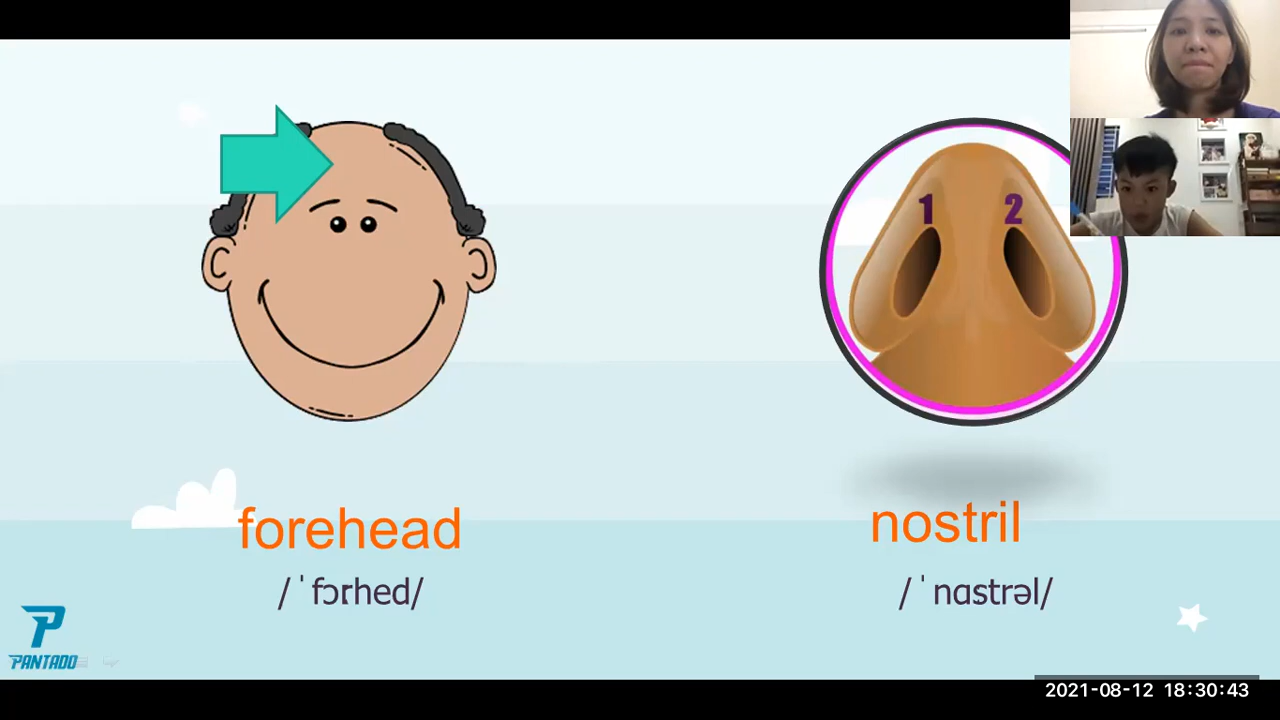 1 2
forehead
nostril
/ˈfɔrhed/
/ˈnɑstrəl/
PANTADO
2021-08-12 18:30:43